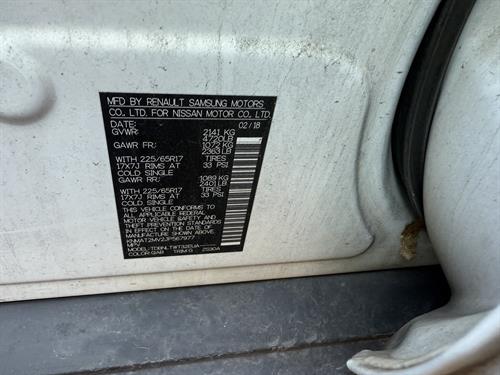 MFD BY RENAULT SAMSUNG MOTORS
CO., LTD. FOR NISSAN MOTOR CO., LTD.
DATE: 02 / 18
GVWR: 2141 KG
4720LB
GAWR FR: 1072 KG
2363 LB
WITH 225/65R17 TIRES
17X7J RIMS AT 33 PSI
COLD SINGLE
GAWR RR: 1089 KG
2401 LB
WITH 225/65R17 TIRES
17X7J RIMS AT 33 PSI
COLD SINGLE
THIS VEHICLE CONFORMS TO
ALL APPLICABLE FEDERAL
MOTOR VEHICLE SAFETY AND
THEFT PREVENTION STANDARDS
IN EFFECT ON THE DATE OF
MANUFACTURE SHOWN ABOVE.
KNMAT2MV2JP567977
MPV
MODEL:
COLOR QAB TRIM:G